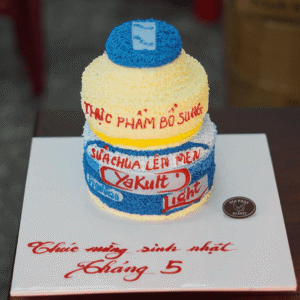 THỰC PHẨM BỔ SUNG
SỮA CHUA LÊN MEN
Yakult
Light
Chúc mừng sinh nhật
tháng 5